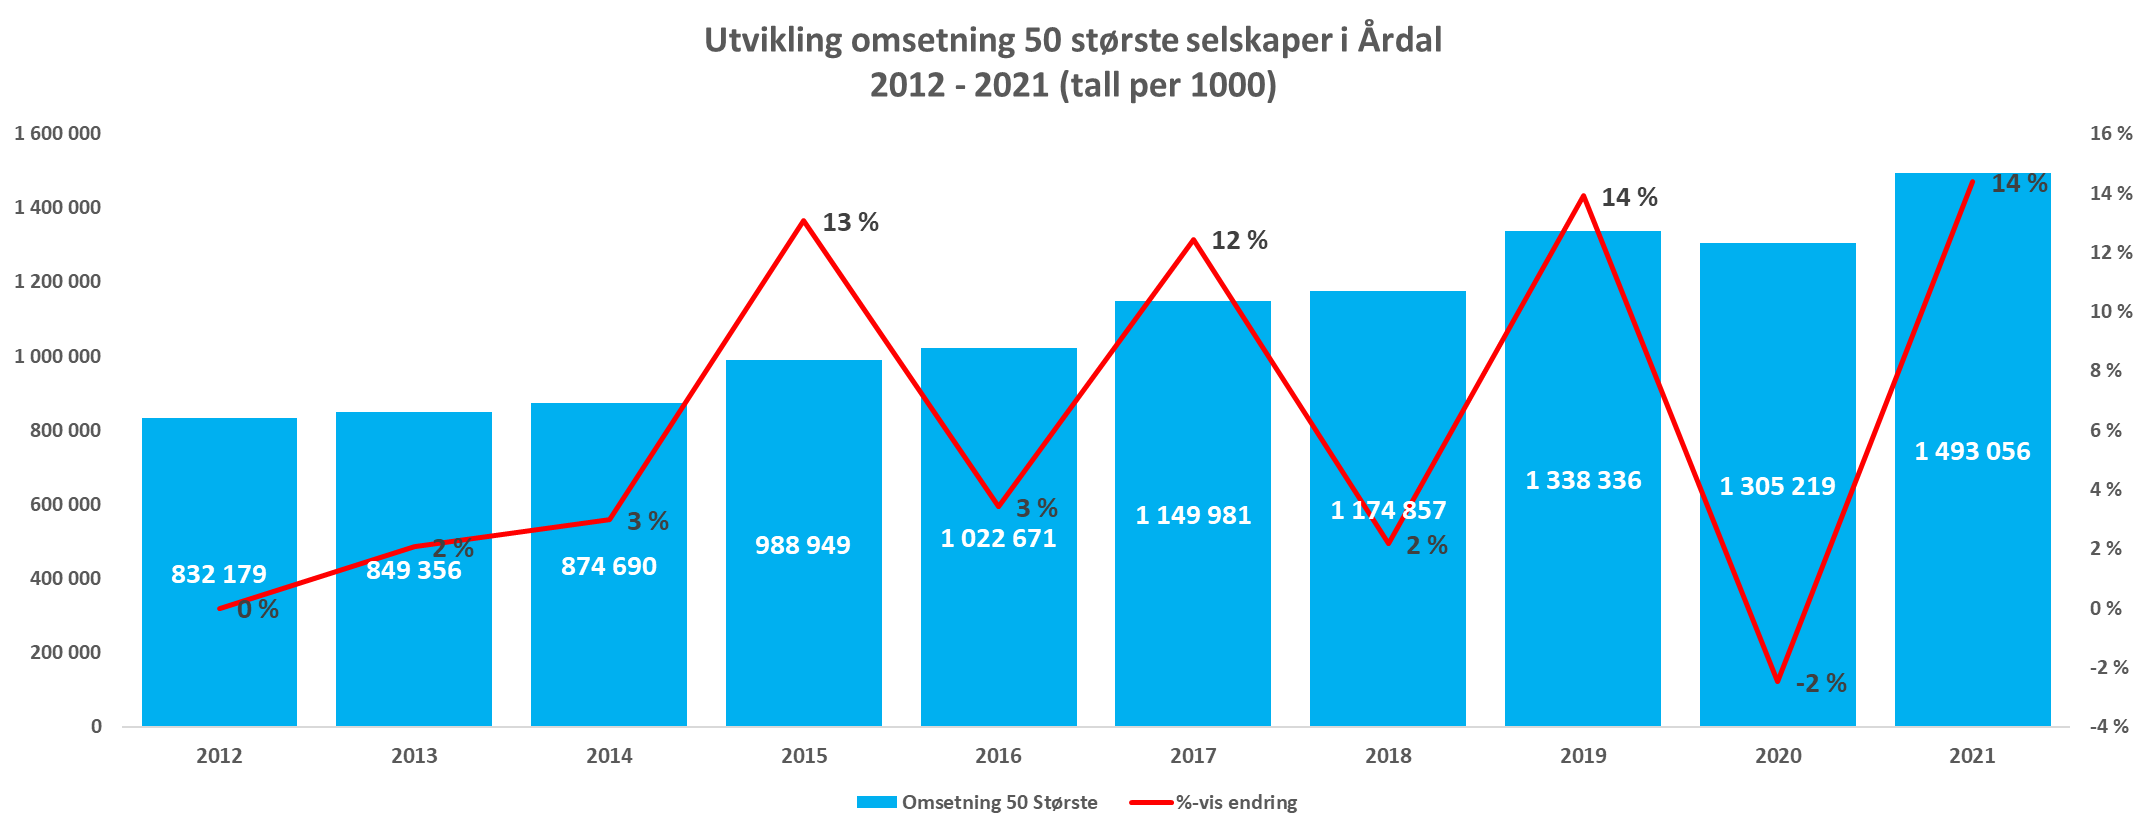 Utvikling omsetning 50 største selskaper i Årdal
2012 - 2021 (tall per 1000)
1 600 000
1 400 000
1 200 000
1 000 000
800 000
600 000
400 000
200 000
0
16 %
14 %
12 %
10 %
8 %
6 %
4 %
2 %
0 %
-2 %
-4 %
832 179
849 356
874 690
988 949
1 022 671
1 149 981
1 174 857
1 338 336
1 305 219
1 493 056
0 %
2 %
3 %
13 %
3 %
12 %
2 %
14 %
-2 %
14 %
2012 2013 2014 2015 2016 2017 2018 2019 2020 2021
Omsetning 50 Største %-vis endring